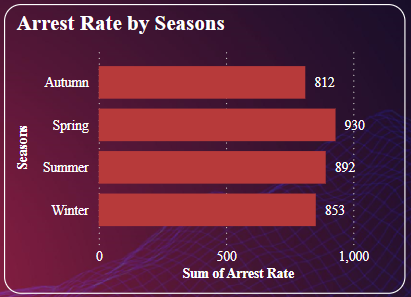 Arrest Rate by Seasons
Seasons
Autumn 812
Spring 930
Summer 892
Winter 853
0 500 1,000
Sum of Arrest Rate